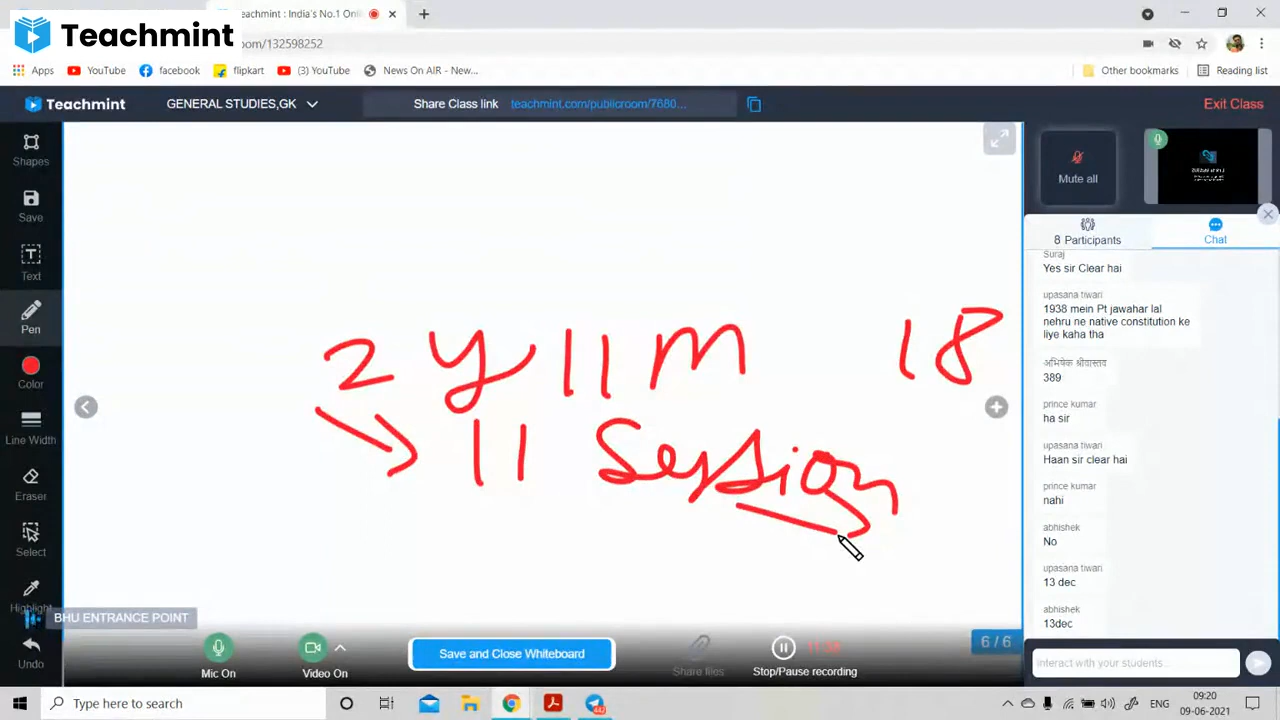 Teachmint : India's No.1 Onli
Teachmint
oom/132598252
Apps YouTube facebook flipkart (3) YouTube News On AIR - New... Other bookmarks Reading list
Teachmint GENERAL STUDIES,GK Share Class link teachmint.com/publicroom/7680... Exit Class
Shapes
Save
Text
Pen
Color
Line Width
Eraser
Select
Highlight
Undo
2 y 11 m 18
11 Session
BHU ENTRANCE POINT
Mic On
Video On
Save and Close Whiteboard
Share files
Stop/Pause recording
6/6
Mute all
8 Participants
Chat
Suraj
Yes sir Clear hai
upasana tiwari
1938 mein Pt jawahar lal
nehru ne native constitution ke
liye kaha tha
अभिषेक श्रीवास्तव
389
prince kumar
ha sir
upasana tiwari
Haan sir clear hai
prince kumar
nahi
abhishek
No
upasana tiwari
13 dec
abhishek
13dec
interact with your students...
Type here to search
442
ENG
09:20
09-06-2021